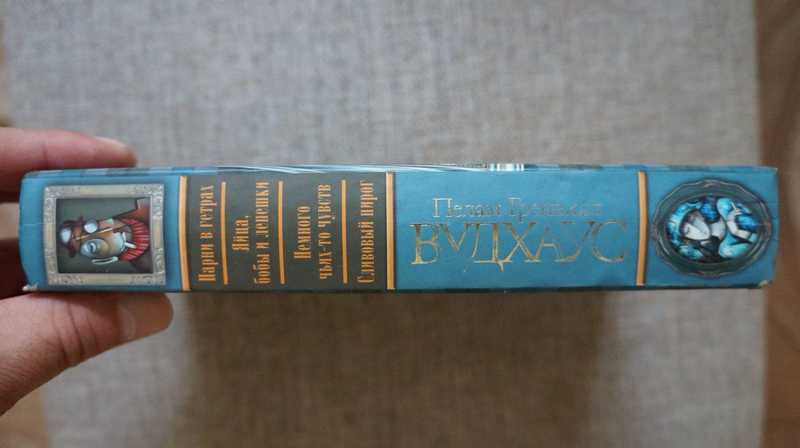 Пелам Гренвилл
ВУДХАУС
Парни в гетрах
Яйца,
бобы и лепешки
Немного
чьих-то чувств
Сливовый пирог